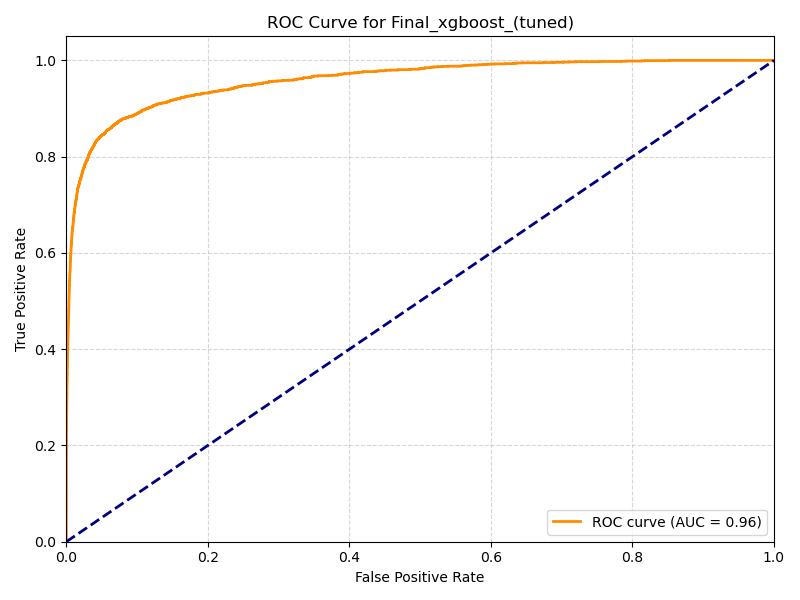 ROC Curve for Final_xgboost_(tuned)
1.0
0.8
0.6
0.4
0.2
0.0
True Positive Rate
ROC curve (AUC = 0.96)
0.0 0.2 0.4 0.6 0.8 1.0
False Positive Rate